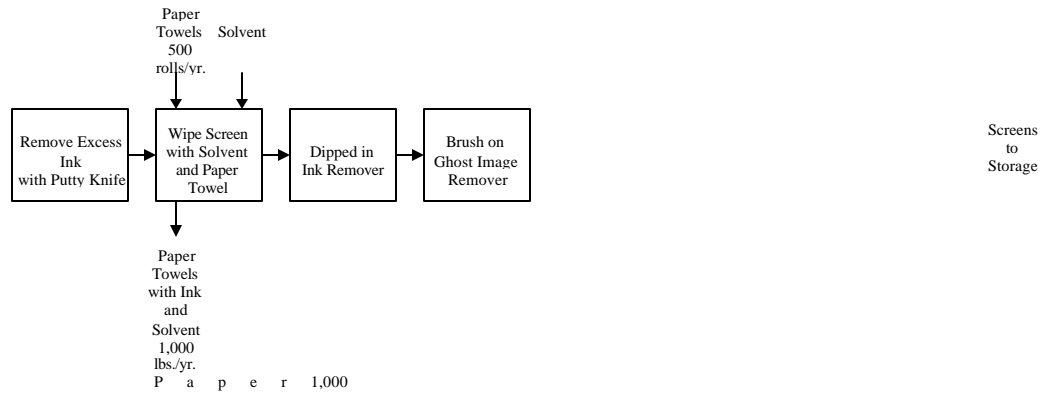 Paper
Towels
500
rolls/yr.
Solvent
Remove Excess
Ink
with Putty Knife
Wipe Screen
with Solvent
and Paper
Towel
Dipped in
Ink Remover
Brush on
Ghost Image
Remover
Screens
to
Storage
Paper
Towels
with Ink
and
Solvent
1,000
lbs./yr.
P a p e r 1,000